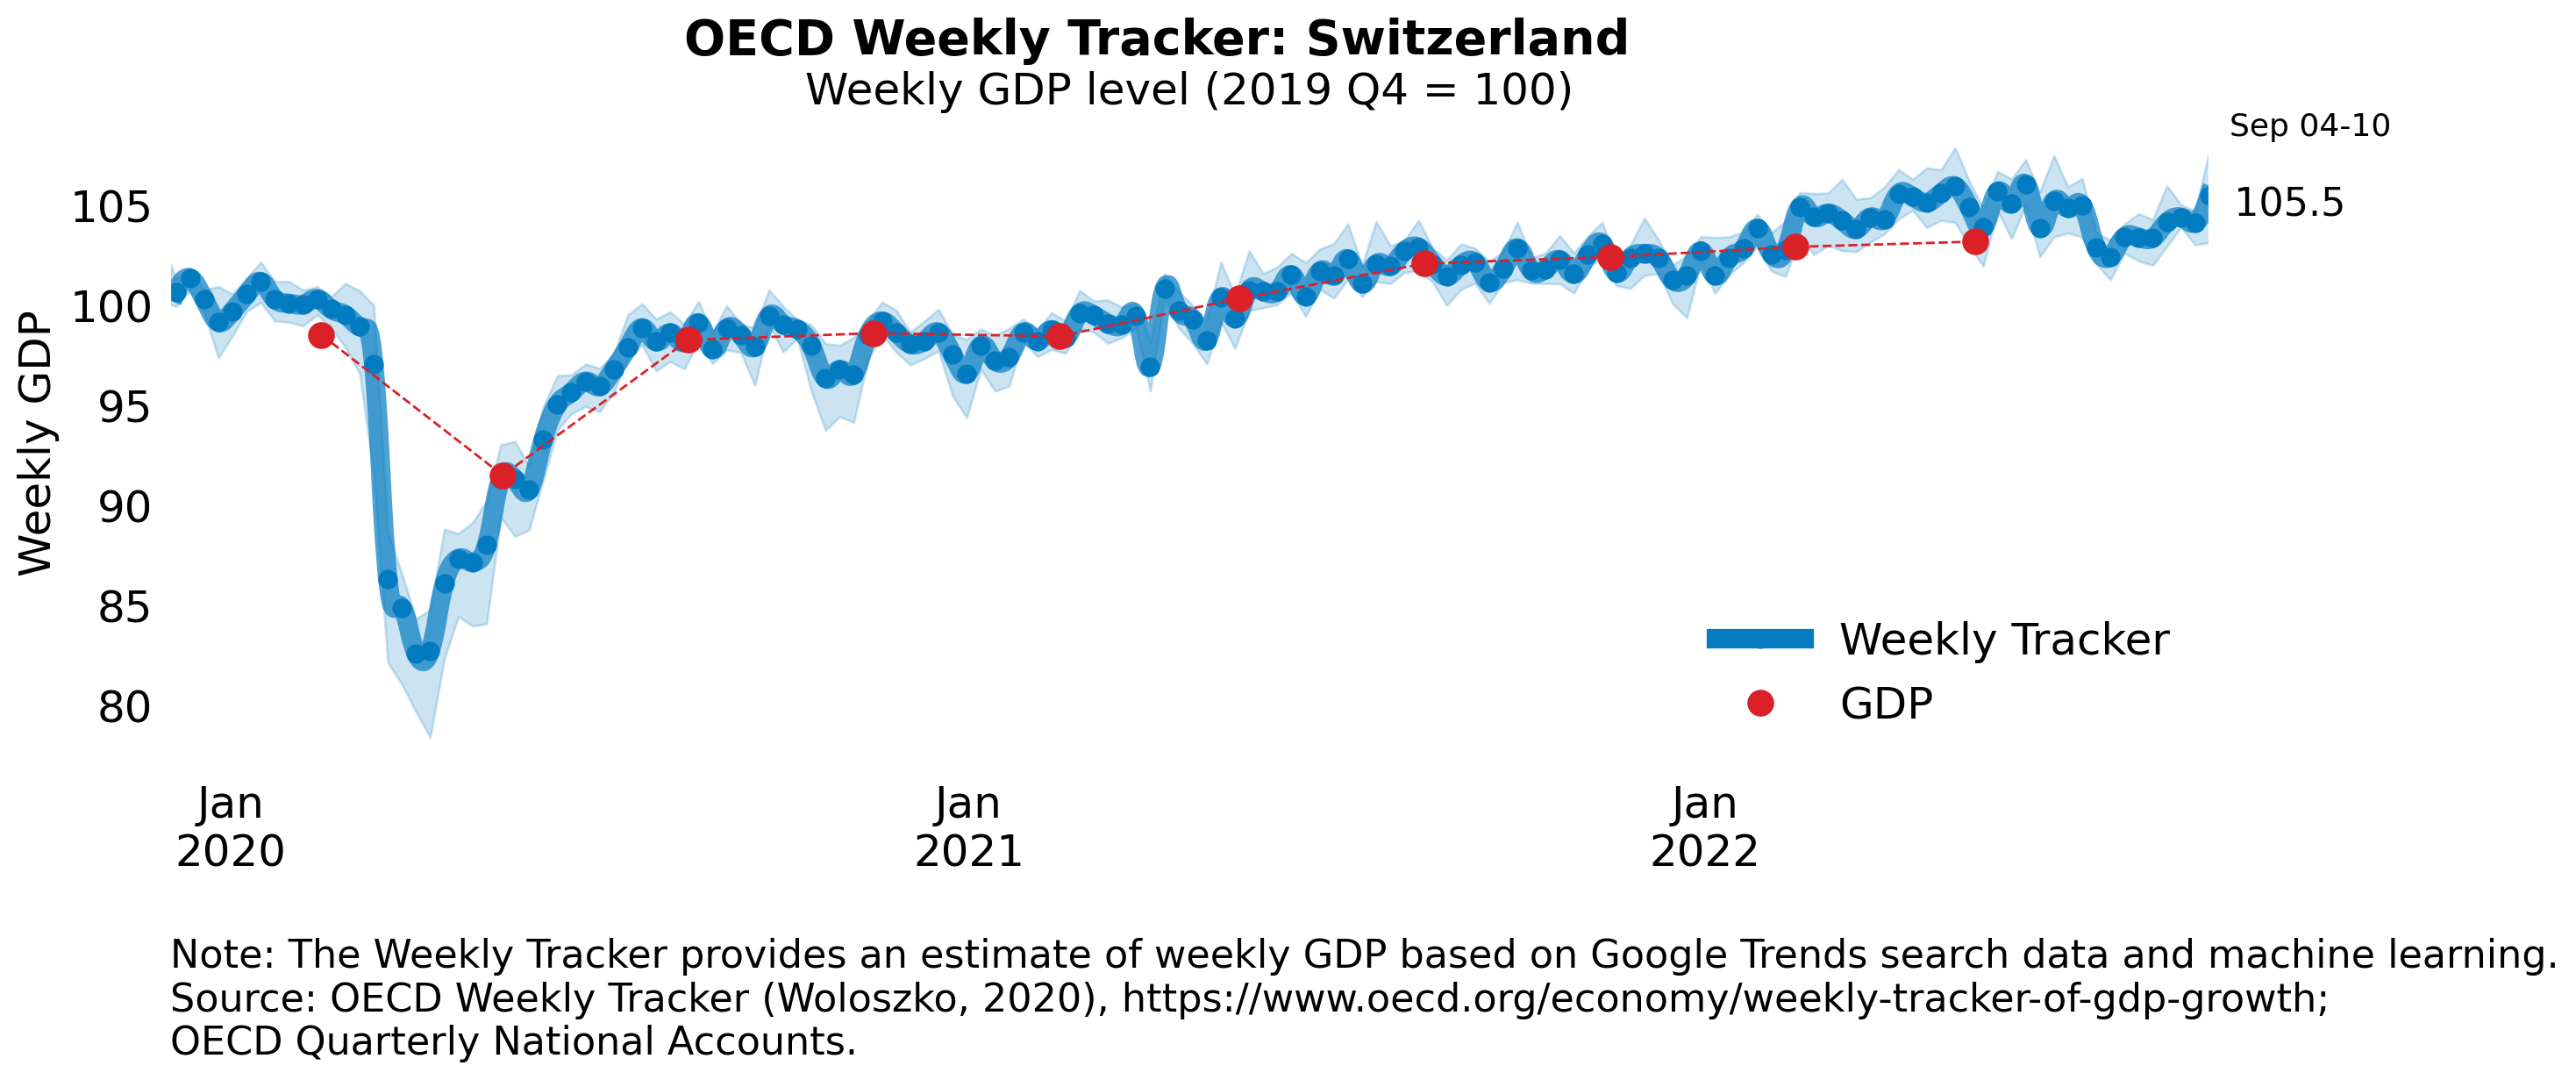 OECD Weekly Tracker: Switzerland
Weekly GDP level (2019 Q4 = 100)
Sep 04-10
105.5
Weekly GDP
105
100
95
90
85
80
Weekly Tracker
GDP
Jan
2020
Jan
2021
Jan
2022
Note: The Weekly Tracker provides an estimate of weekly GDP based on Google Trends search data and machine learning.
Source: OECD Weekly Tracker (Woloszko, 2020), https://www.oecd.org/economy/weekly-tracker-of-gdp-growth;
OECD Quarterly National Accounts.